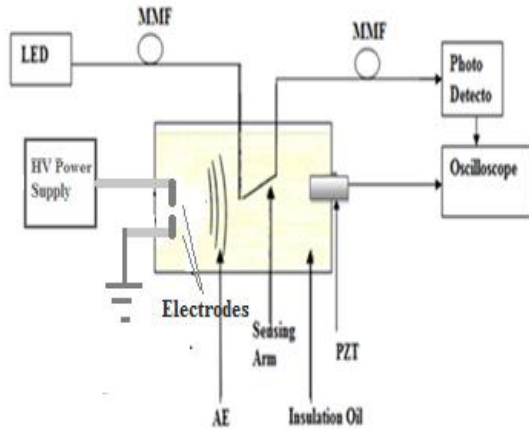 MMF
MMF
LED
Photo
Detecto
HV Power
Supply
Oscilloscope
Electrodes
Sensing
Arm
PZT
AE
Insulation Oil